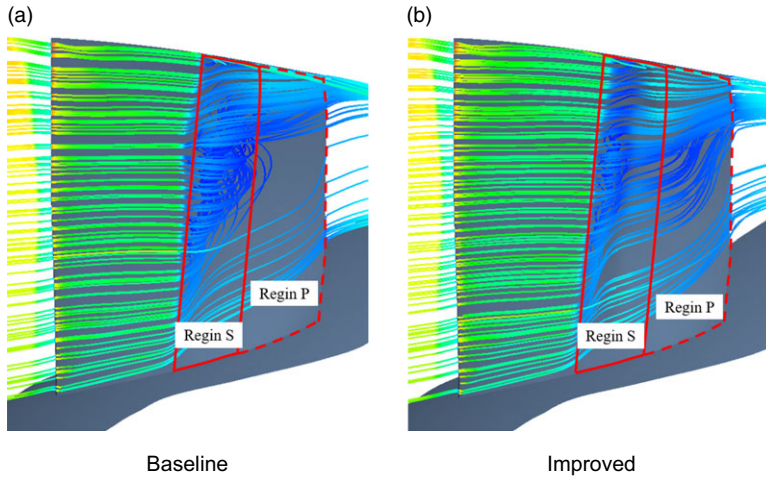 (a)
(b)
Regin P
Regin S
Regin P
Regin S
Baseline
Improved